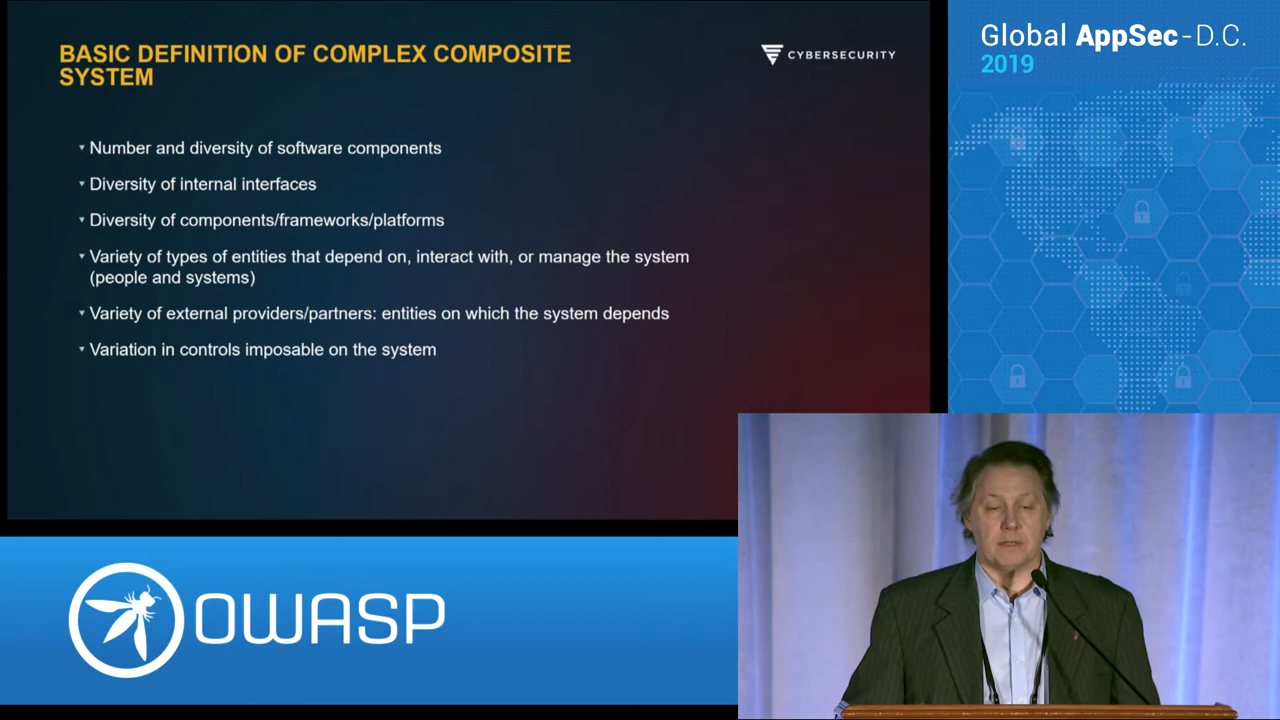 BASIC DEFINITION OF COMPLEX COMPOSITE
SYSTEM
CYBERSECURITY
Number and diversity of software components
Diversity of internal interfaces
Diversity of components/frameworks/platforms
Variety of types of entities that depend on, interact with, or manage the system
(people and systems)
Variety of external providers/partners: entities on which the system depends
Variation in controls imposable on the system
Global AppSec - D.C.
2019
OWASP